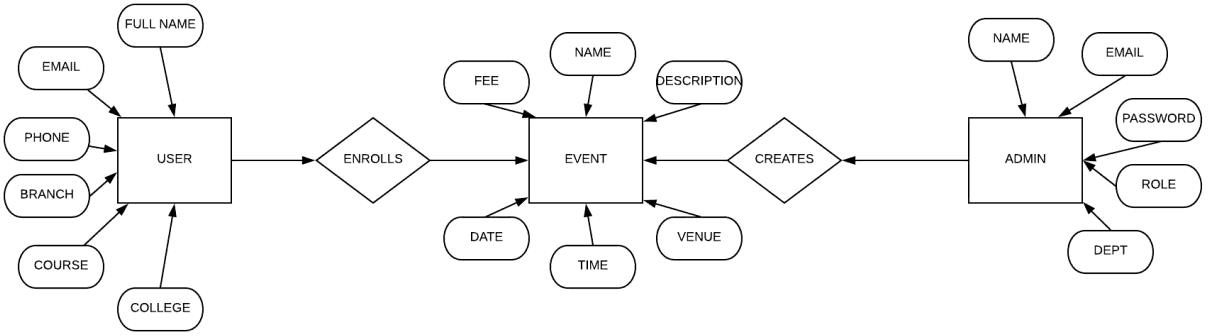 FULL NAME
EMAIL
PHONE
BRANCH
COURSE
COLLEGE
USER
ENROLLS
FEE
NAME
DESCRIPTION
EVENT
DATE
TIME
VENUE
CREATES
NAME
EMAIL
PASSWORD
ADMIN
ROLE
DEPT